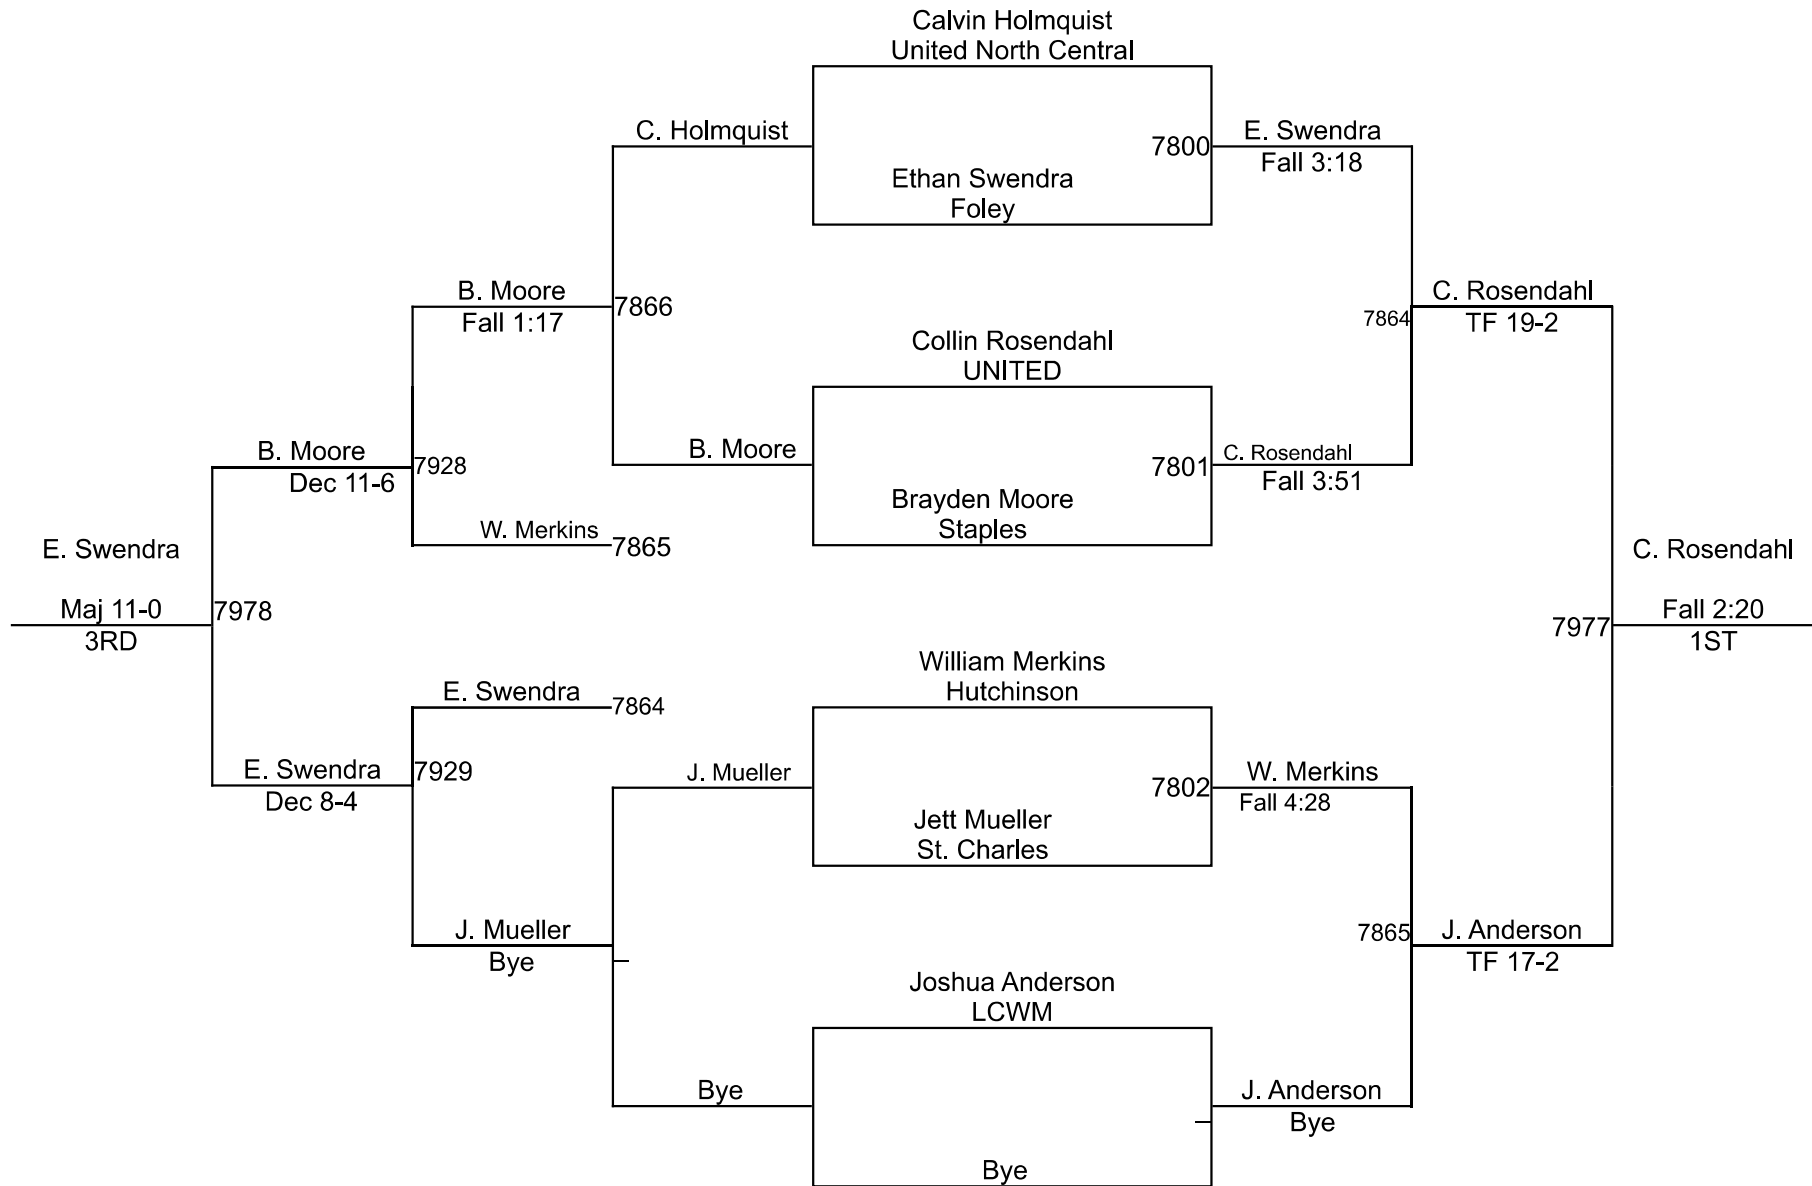 Calvin Holmquist
United North Central
C. Holmquist
7800
E. Swendra
Fall 3:18
Ethan Swendra
Foley
B. Moore
Fall 1:17
7866
7864
C. Rosendahl
TF 19-2
Collin Rosendahl
UNITED
B. Moore
Dec 11-6
7928
B. Moore
7801
C. Rosendahl
Fall 3:51
Brayden Moore
Staples
W. Merkins
7865
E. Swendra
Maj 11-0
3RD
7978
C. Rosendahl
7977
Fall 2:20
1ST
William Merkins
Hutchinson
E. Swendra
7864
E. Swendra
Dec 8-4
7929
J. Mueller
7802
W. Merkins
Fall 4:28
Jett Mueller
St. Charles
J. Mueller
Bye
7865
J. Anderson
TF 17-2
Joshua Anderson
LCWM
Bye
J. Anderson
Bye
Bye